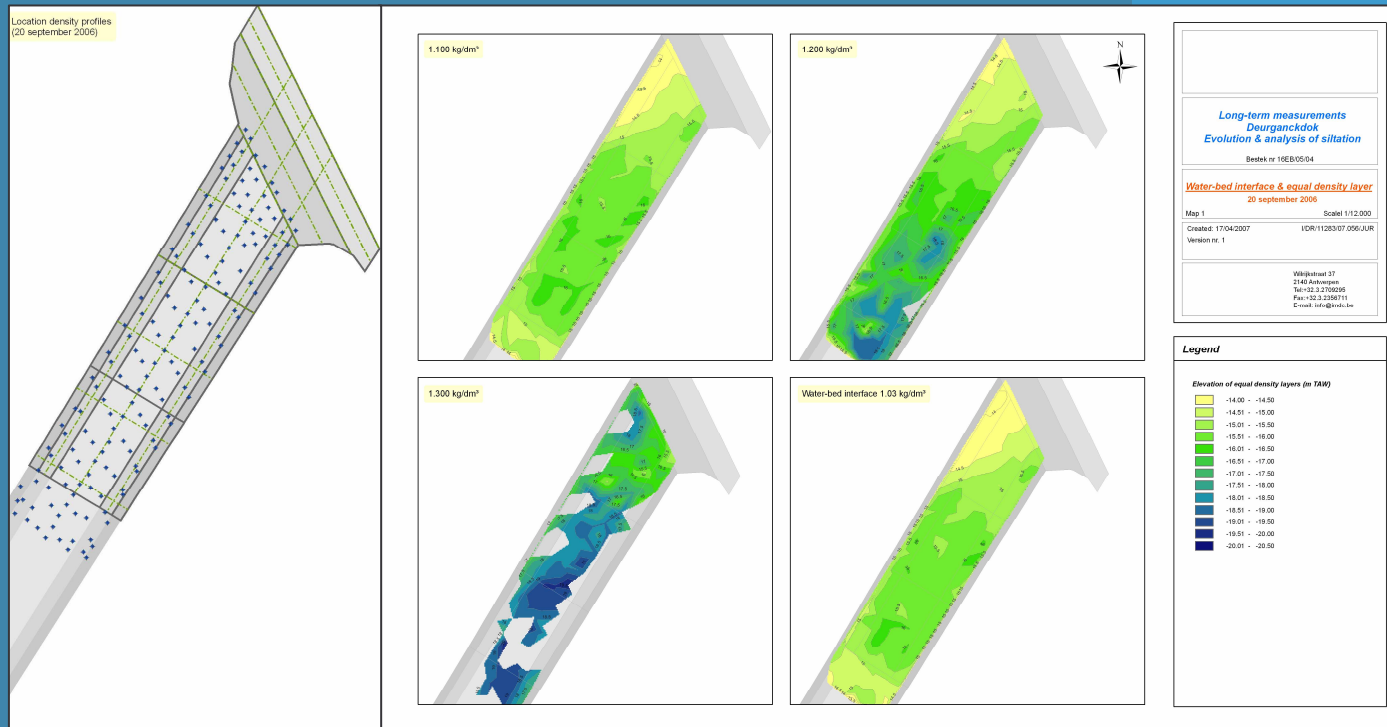 Location density profiles
(20 september 2006)
1.100 kg/dm³
1.200 kg/dm³
N
1.300 kg/dm³
Water-bed interface 1.03 kg/dm³
Long-term measurements
Deurganckdok
Evolution & analysis of siltation
Bestek nr 16EB/05/04
Water-bed interface & equal density layer
20 september 2006
Map 1
Scalel 1/12.000
Created: 17/04/2007
I/DR/11283/07.056/JUR
Version nr. 1
Wilrijkstraat 37
2140 Antwerpen
Tel:+32.3.2709295
Fax:+32.3.2356711
E-mail: info@imdc.be
Legend
Elevation of equal density layers (m TAW)
-14.00 - -14.50
-14.51 - -15.00
-15.01 - -15.50
-15.51 - -16.00
-16.01 - -16.50
-16.51 - -17.00
-17.01 - -17.50
-17.51 - -18.00
-18.01 - -18.50
-18.51 - -19.00
-19.01 - -19.50
-19.51 - -20.00
-20.01 - -20.50